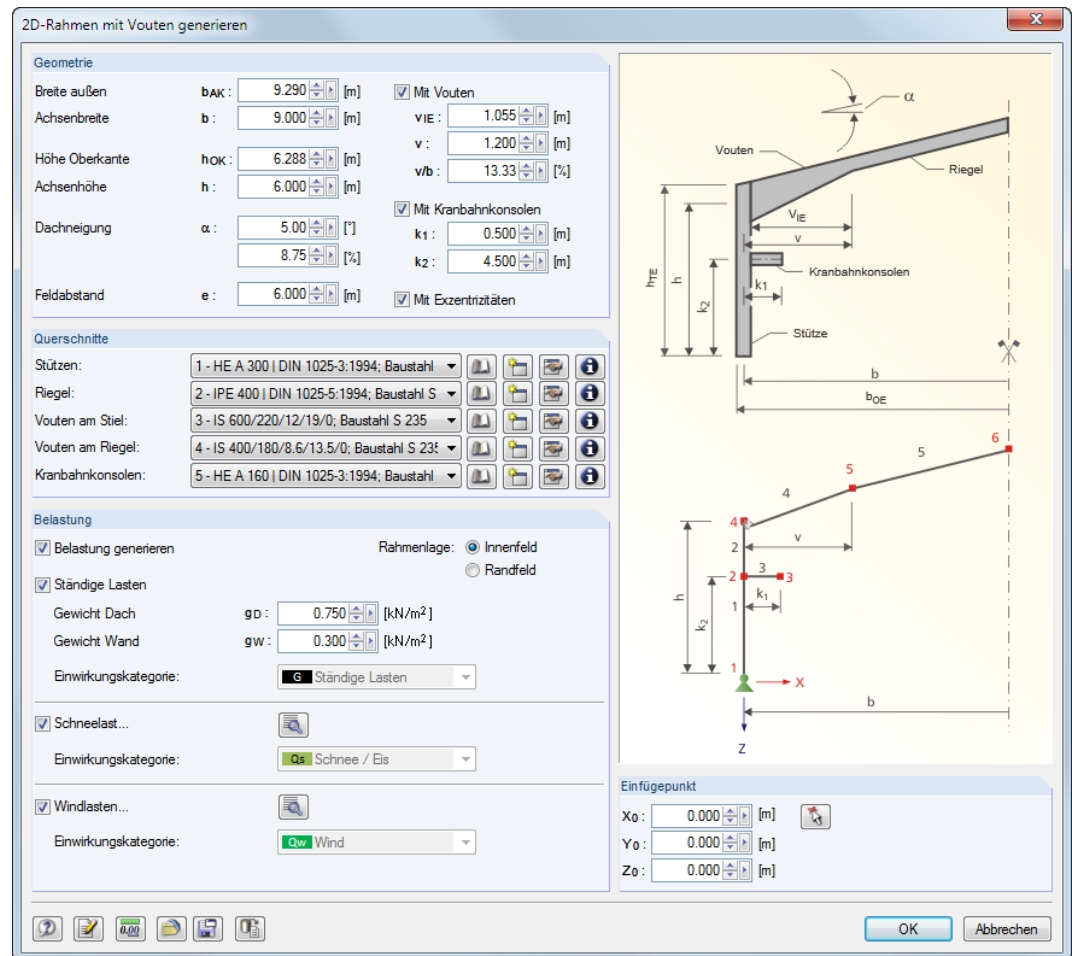 2D-Rahmen mit Vouten generieren
Geometrie
Breite außen bAK : 9.290 [m]
Achsenbreite b : 9.000 [m]
Höhe Oberkante hOK : 6.288 [m]
Achsenhöhe h : 6.000 [m]
Dachneigung α : 5.00 [°]
8.75 [%]
Feldabstand e : 6.000 [m]
Mit Vouten
vIE : 1.055 [m]
v : 1.200 [m]
v/b : 13.33 [%]
Mit Kranbahnkonsolen
k1 : 0.500 [m]
k2 : 4.500 [m]
Mit Exzentrizitäten
Querschnitte
Stützen: 1 - HE A 300 | DIN 1025-3:1994; Baustahl
Riegel: 2 - IPE 400 | DIN 1025-5:1994; Baustahl S
Vouten am Stiel: 3 - IS 600/220/12/19/0; Baustahl S 235
Vouten am Riegel: 4 - IS 400/180/8.6/13.5/0; Baustahl S 235
Kranbahnkonsolen: 5 - HE A 160 | DIN 1025-3:1994; Baustahl
Belastung
Belastung generieren Rahmenlage: Innenfeld
Randfeld
Ständige Lasten
Gewicht Dach gD : 0.750 [kN/m²]
Gewicht Wand gW : 0.300 [kN/m²]
Einwirkungskategorie: G Ständige Lasten
Schneelast...
Einwirkungskategorie: Qs Schnee / Eis
Windlasten...
Einwirkungskategorie: Qw Wind
α
Vouten
Riegel
VIE
v
Kranbahnkonsolen
hTE
h
k2
k1
Stütze
b
bOE
6
5
5
4
4
v
2
h
2
3
3
k1
1
k2
1
X
b
Z
Einfügepunkt
X0 : 0.000 [m]
Y0 : 0.000 [m]
Z0 : 0.000 [m]
0,00
OK
Abbrechen